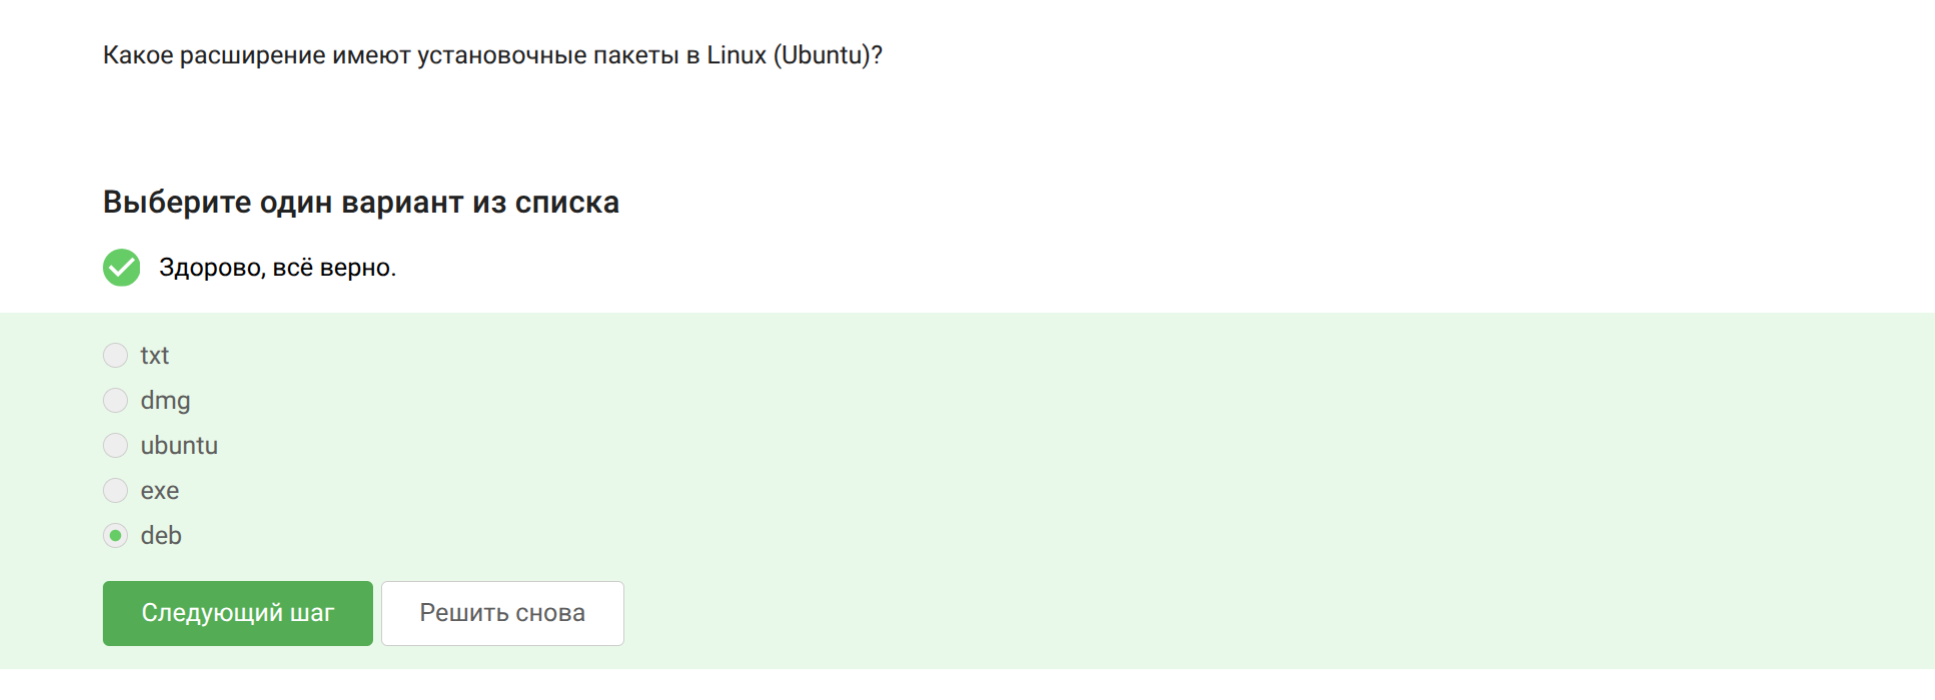 Какое расширение имеют установочные пакеты в Linux (Ubuntu)?
Выберите один вариант из списка
Здорово, всё верно.
txt
dmg
ubuntu
exe
deb
Следующий шаг
Решить снова